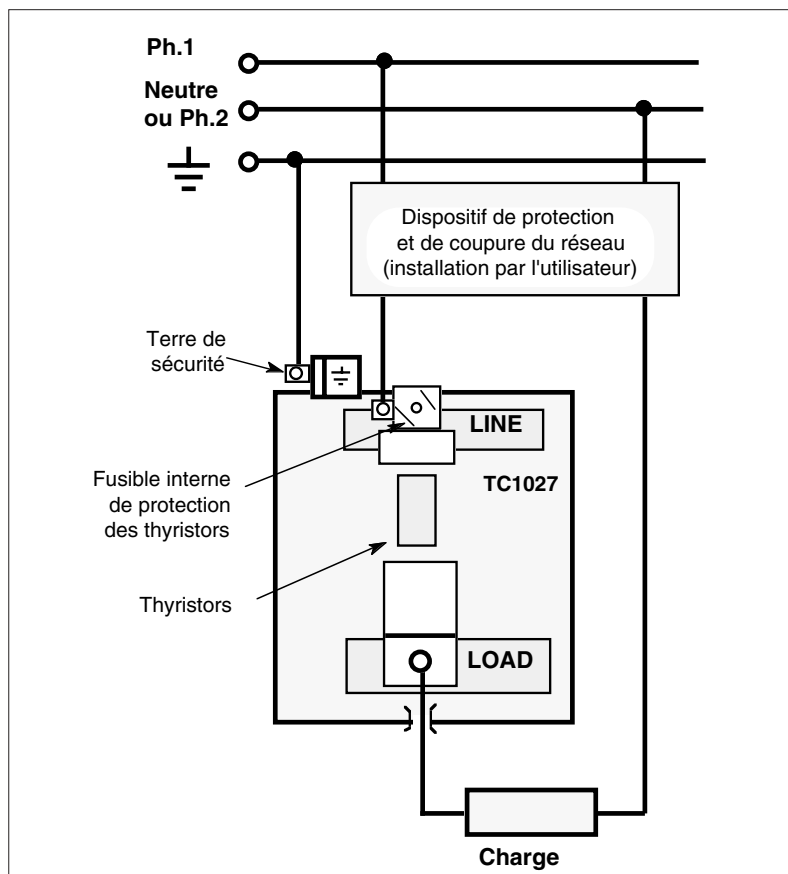 Ph.1
Neutre
ou Ph.2
Dispositif de protection
et de coupure du réseau
(installation par l'utilisateur)
Terre de
sécurité
LINE
TC1027
Fusible interne
de protection
des thyristors
Thyristors
LOAD
Charge